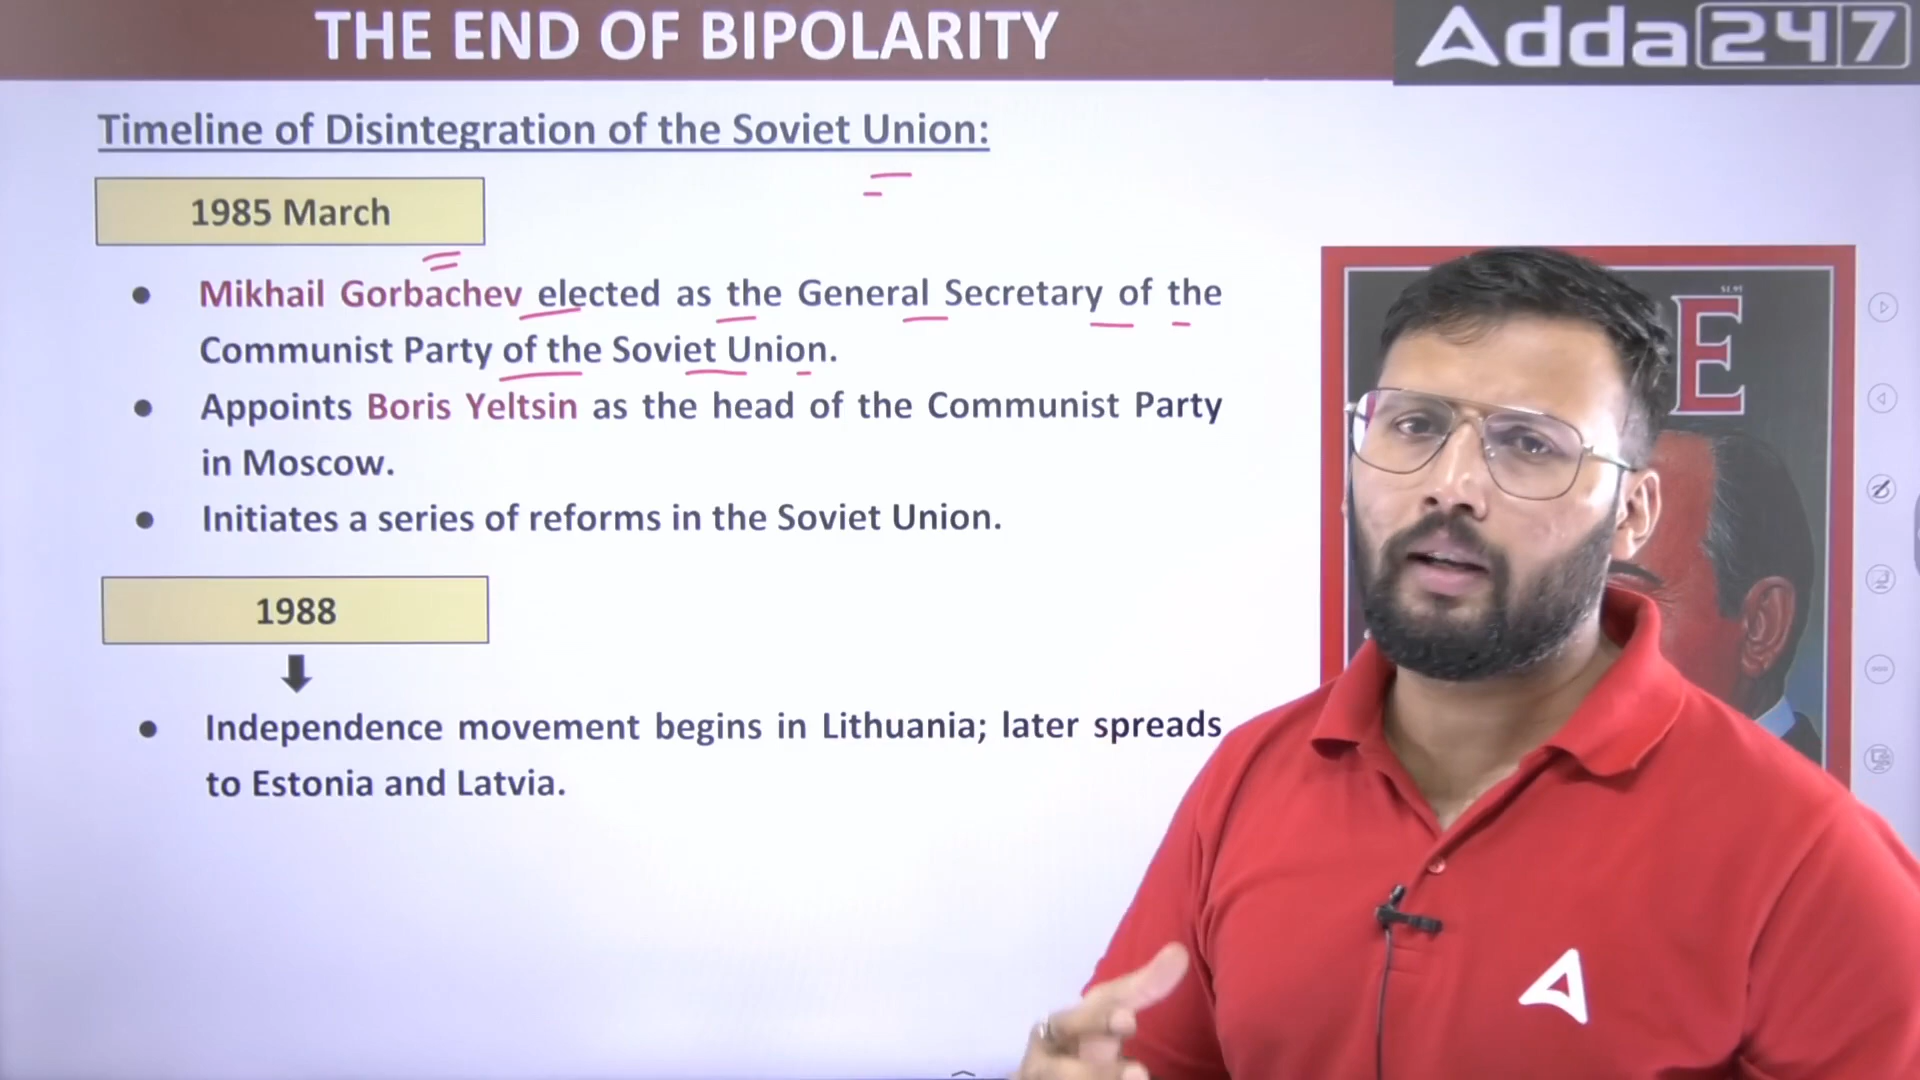 THE END OF BIPOLARITY
Adda247
Timeline of Disintegration of the Soviet Union:
1985 March
● Mikhail Gorbachev elected as the General Secretary of the
Communist Party of the Soviet Union.
● Appoints Boris Yeltsin as the head of the Communist Party
in Moscow.
● Initiates a series of reforms in the Soviet Union.
1988
● Independence movement begins in Lithuania; later spreads
to Estonia and Latvia.
E